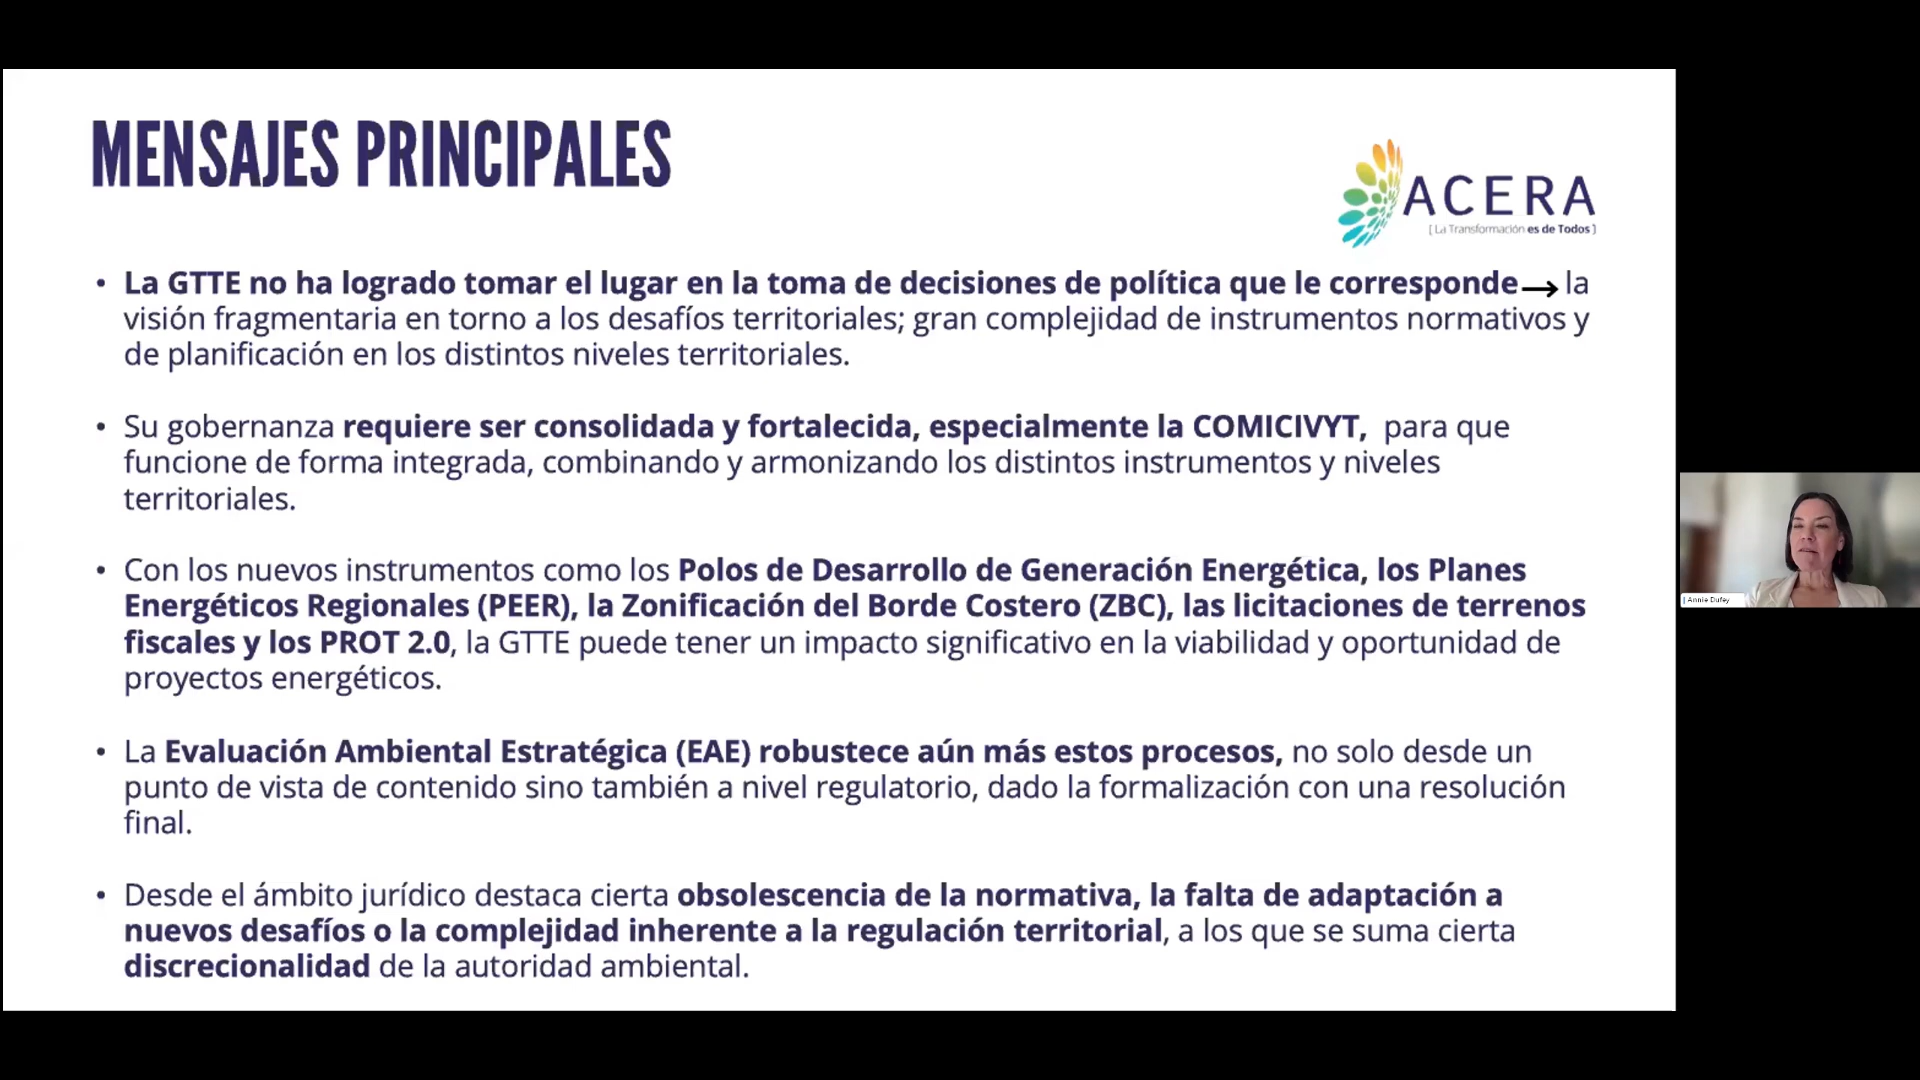 MENSAJES PRINCIPALES
ACERA
[ La Transformación es de Todos ]
• La GTTE no ha logrado tomar el lugar en la toma de decisiones de política que le corresponde → la
visión fragmentaria en torno a los desafíos territoriales; gran complejidad de instrumentos normativos y
de planificación en los distintos niveles territoriales.
• Su gobernanza requiere ser consolidada y fortalecida, especialmente la COMICIVYT, para que
funcione de forma integrada, combinando y armonizando los distintos instrumentos y niveles
territoriales.
• Con los nuevos instrumentos como los Polos de Desarrollo de Generación Energética, los Planes
Energéticos Regionales (PEER), la Zonificación del Borde Costero (ZBC), las licitaciones de terrenos
fiscales y los PROT 2.0, la GTTE puede tener un impacto significativo en la viabilidad y oportunidad de
proyectos energéticos.
• La Evaluación Ambiental Estratégica (EAE) robustece aún más estos procesos, no solo desde un
punto de vista de contenido sino también a nivel regulatorio, dado la formalización con una resolución
final.
• Desde el ámbito jurídico destaca cierta obsolescencia de la normativa, la falta de adaptación a
nuevos desafíos o la complejidad inherente a la regulación territorial, a los que se suma cierta
discrecionalidad de la autoridad ambiental.
| Annie Dufey